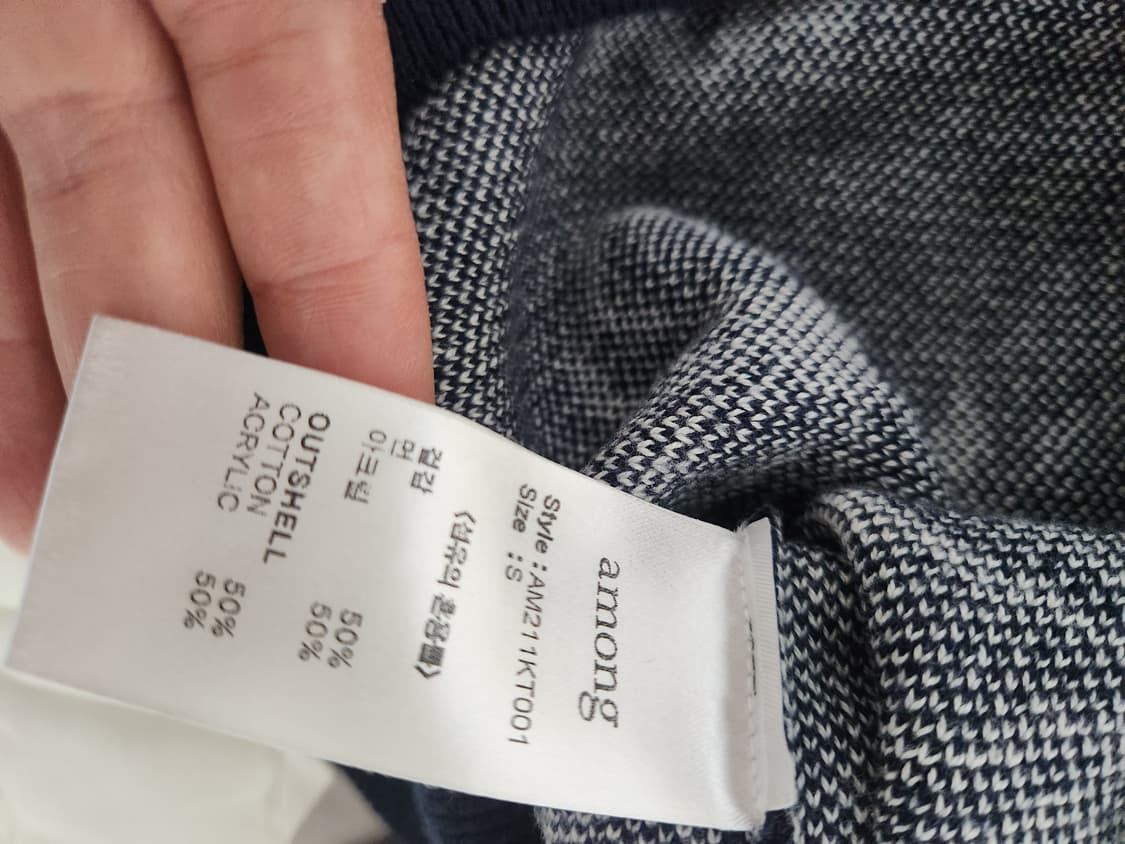 among
Style : AM211KT001
Size : S
<섬유의 혼용률>
겉감
면 50%
아크릴 50%
OUTSHELL
COTTON 50%
ACRYLIC 50%